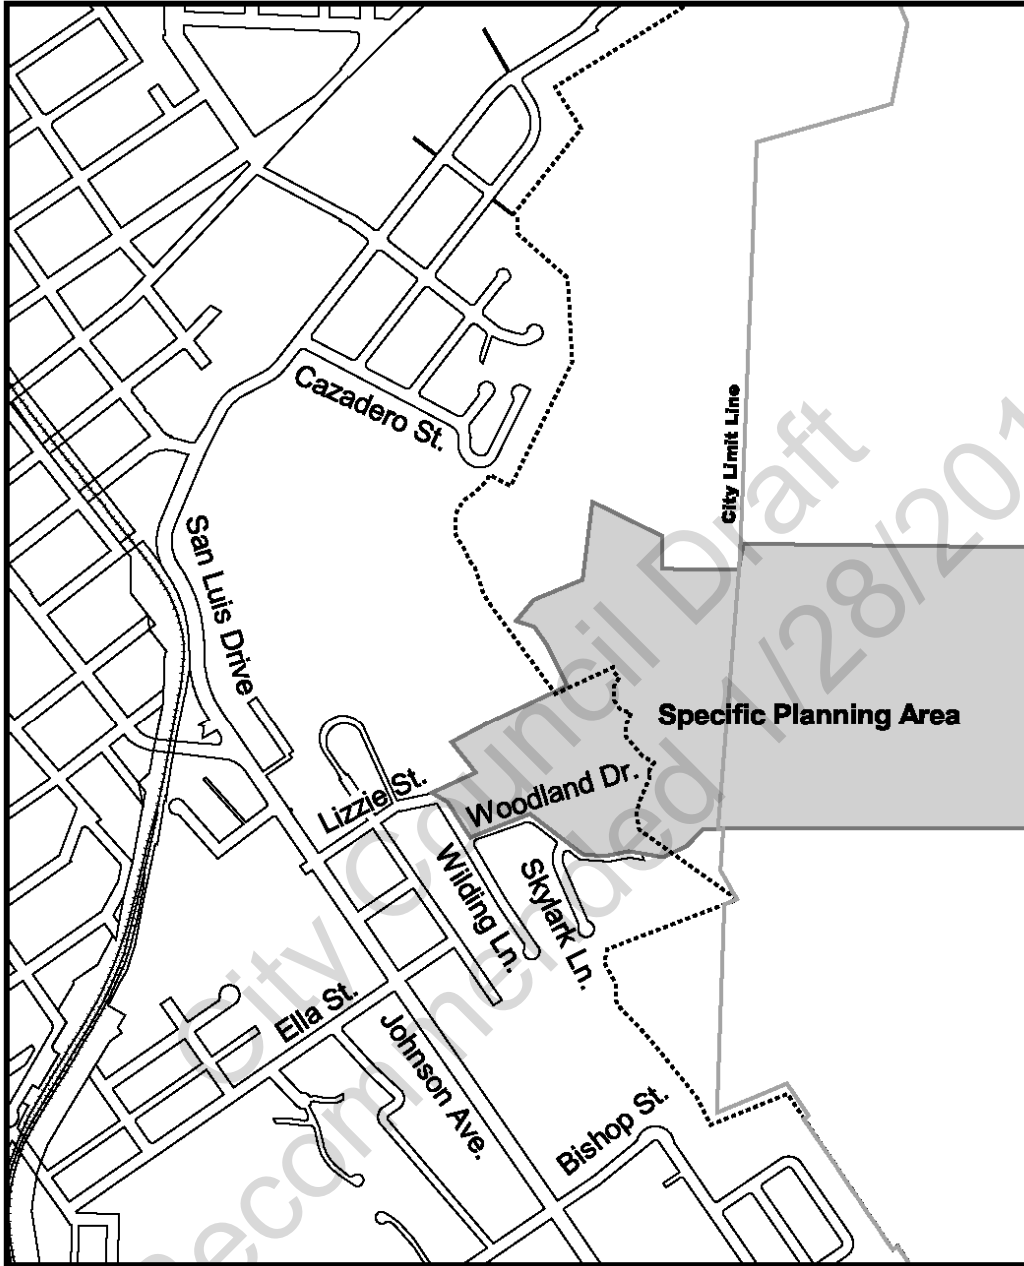 Cazadero St.
City Limit Line
San Luis Drive
Specific Planning Area
Lizzie St.
Woodland Dr.
Wilding Ln.
Skylark Ln.
Ella St.
Johnson Ave.
Bishop St.
City Council Draft
Recommended 1/28/201